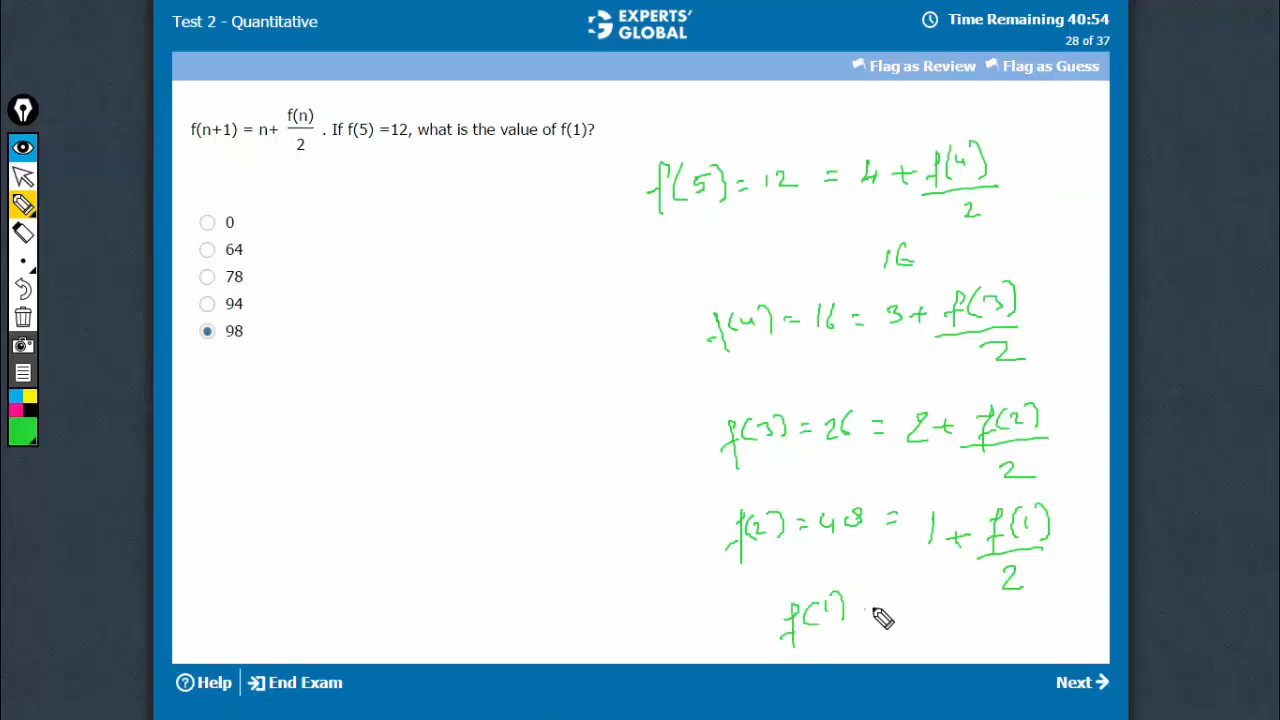 Test 2 - Quantitative
EXPERTS' GLOBAL
Time Remaining 40:54
28 of 37
Flag as Review Flag as Guess
f(n+1) = n+ f(n)/2 . If f(5) =12, what is the value of f(1)?
0
64
78
94
98
f(5) = 12 = 4 + f(4)/2
16
f(4) = 16 = 3 + f(3)/2
f(3) = 26 = 2 + f(2)/2
f(2) = 48 = 1 + f(1)/2
f(1)
Help End Exam Next